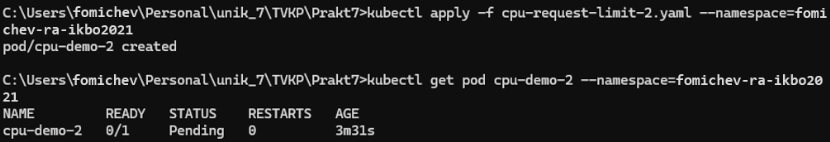 C:\Users\fomichev\Personal\unik_7\TVKP\Prakt7>kubectl apply -f cpu-request-limit-2.yaml --namespace=fomi
chev-ra-ikbo2021
pod/cpu-demo-2 created
C:\Users\fomichev\Personal\unik_7\TVKP\Prakt7>kubectl get pod cpu-demo-2 --namespace=fomichev-ra-ikbo20
21
NAME         READY   STATUS    RESTARTS   AGE
cpu-demo-2   0/1     Pending   0          3m31s